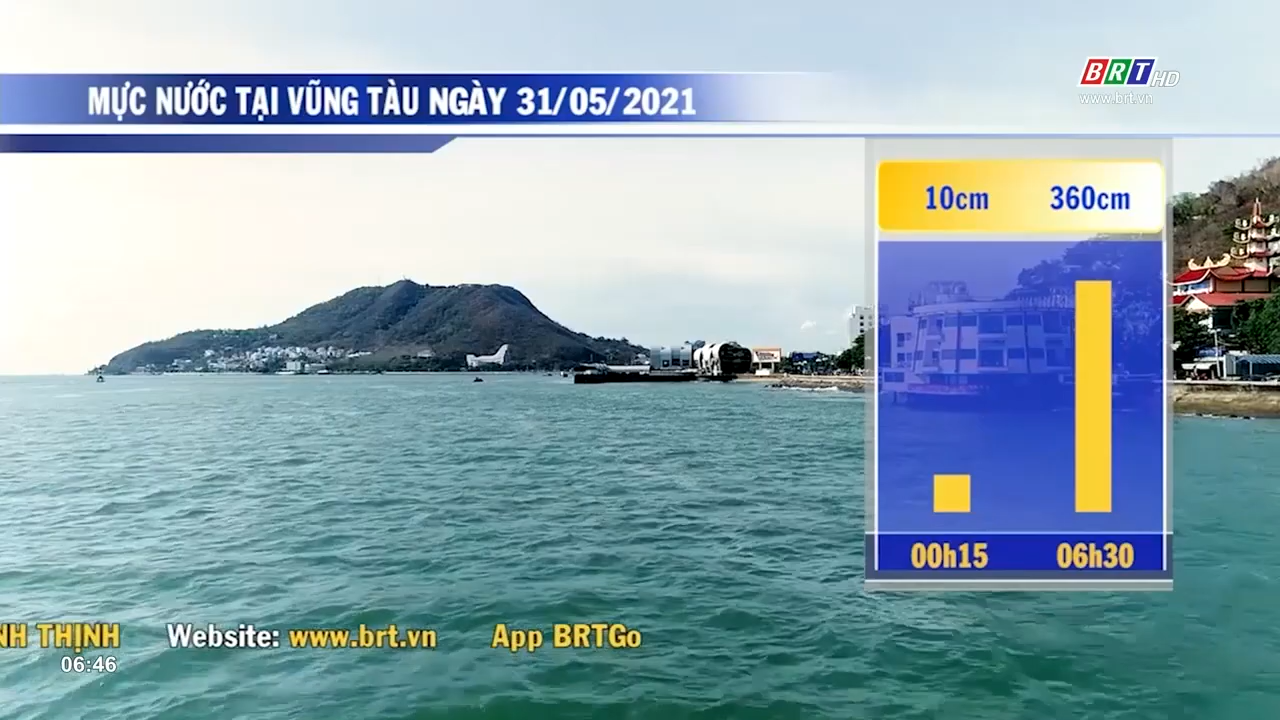 BRT HD
www.brt.vn
MỰC NƯỚC TẠI VŨNG TÀU NGÀY 31/05/2021
10cm 360cm
00h15 06h30
NH THỊNH Website: www.brt.vn App BRTGo
06:46